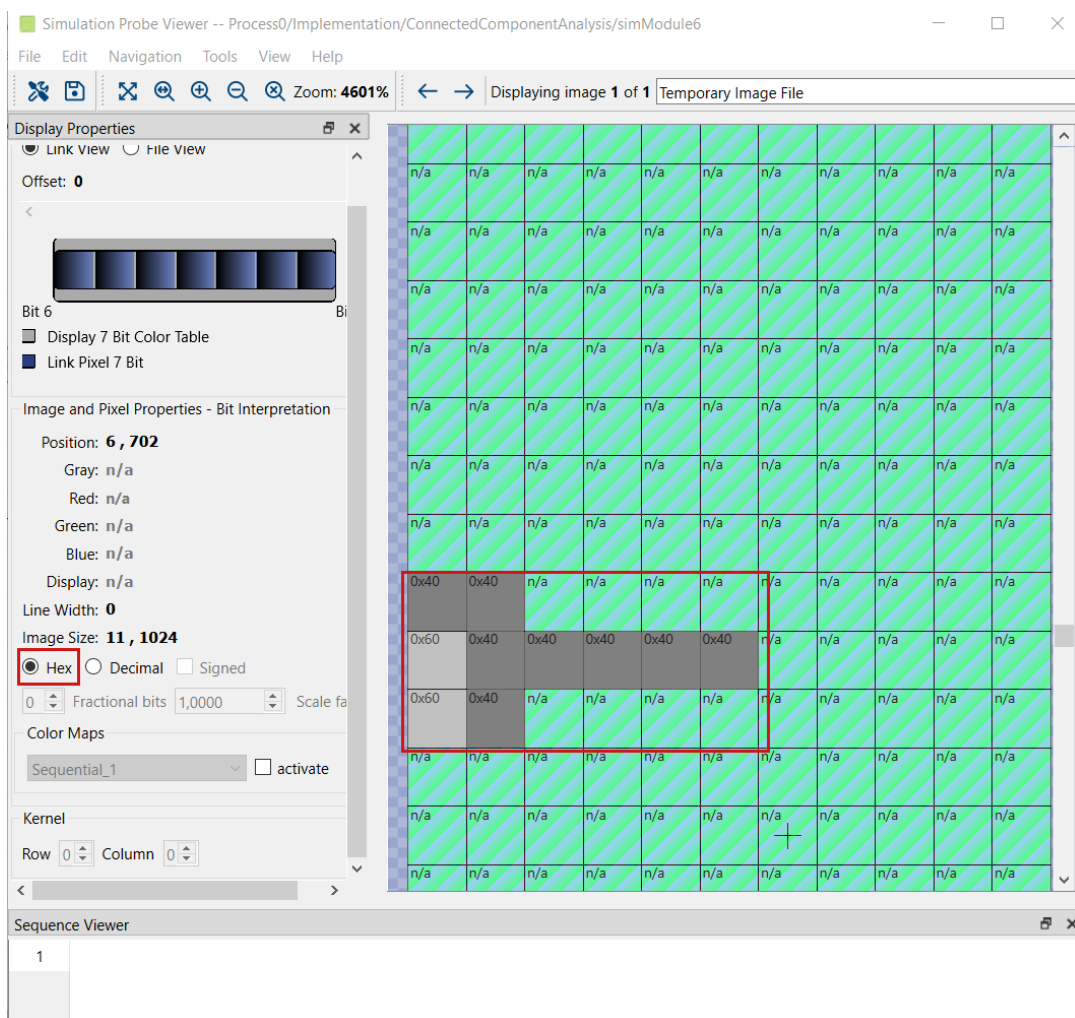 Simulation Probe Viewer -- Process0/Implementation/ConnectedComponentAnalysis/simModule6
File Edit Navigation Tools View Help
Zoom: 4601% Displaying image 1 of 1 Temporary Image File
Display Properties
Link View File View
Offset: 0
Bit 6 Bi
Display 7 Bit Color Table
Link Pixel 7 Bit
Image and Pixel Properties - Bit Interpretation
Position: 6 , 702
Gray: n/a
Red: n/a
Green: n/a
Blue: n/a
Display: n/a
Line Width: 0
Image Size: 11 , 1024
Hex Decimal Signed
0 Fractional bits 1,0000 Scale fa
Color Maps
Sequential_1 activate
Kernel
Row 0 Column 0
n/a n/a n/a n/a n/a n/a n/a n/a n/a n/a n/a
n/a n/a n/a n/a n/a n/a n/a n/a n/a n/a n/a
n/a n/a n/a n/a n/a n/a n/a n/a n/a n/a n/a
n/a n/a n/a n/a n/a n/a n/a n/a n/a n/a n/a
n/a n/a n/a n/a n/a n/a n/a n/a n/a n/a n/a
n/a n/a n/a n/a n/a n/a n/a n/a n/a n/a n/a
n/a n/a n/a n/a n/a n/a n/a n/a n/a n/a n/a
0x40 0x40 n/a n/a n/a n/a n/a n/a n/a n/a n/a
0x60 0x40 0x40 0x40 0x40 0x40 n/a n/a n/a n/a n/a
0x60 0x40 n/a n/a n/a n/a n/a n/a n/a n/a n/a
n/a n/a n/a n/a n/a n/a n/a n/a n/a n/a n/a
n/a n/a n/a n/a n/a n/a n/a n/a n/a n/a n/a
n/a n/a n/a n/a n/a n/a n/a n/a n/a n/a n/a
Sequence Viewer
1